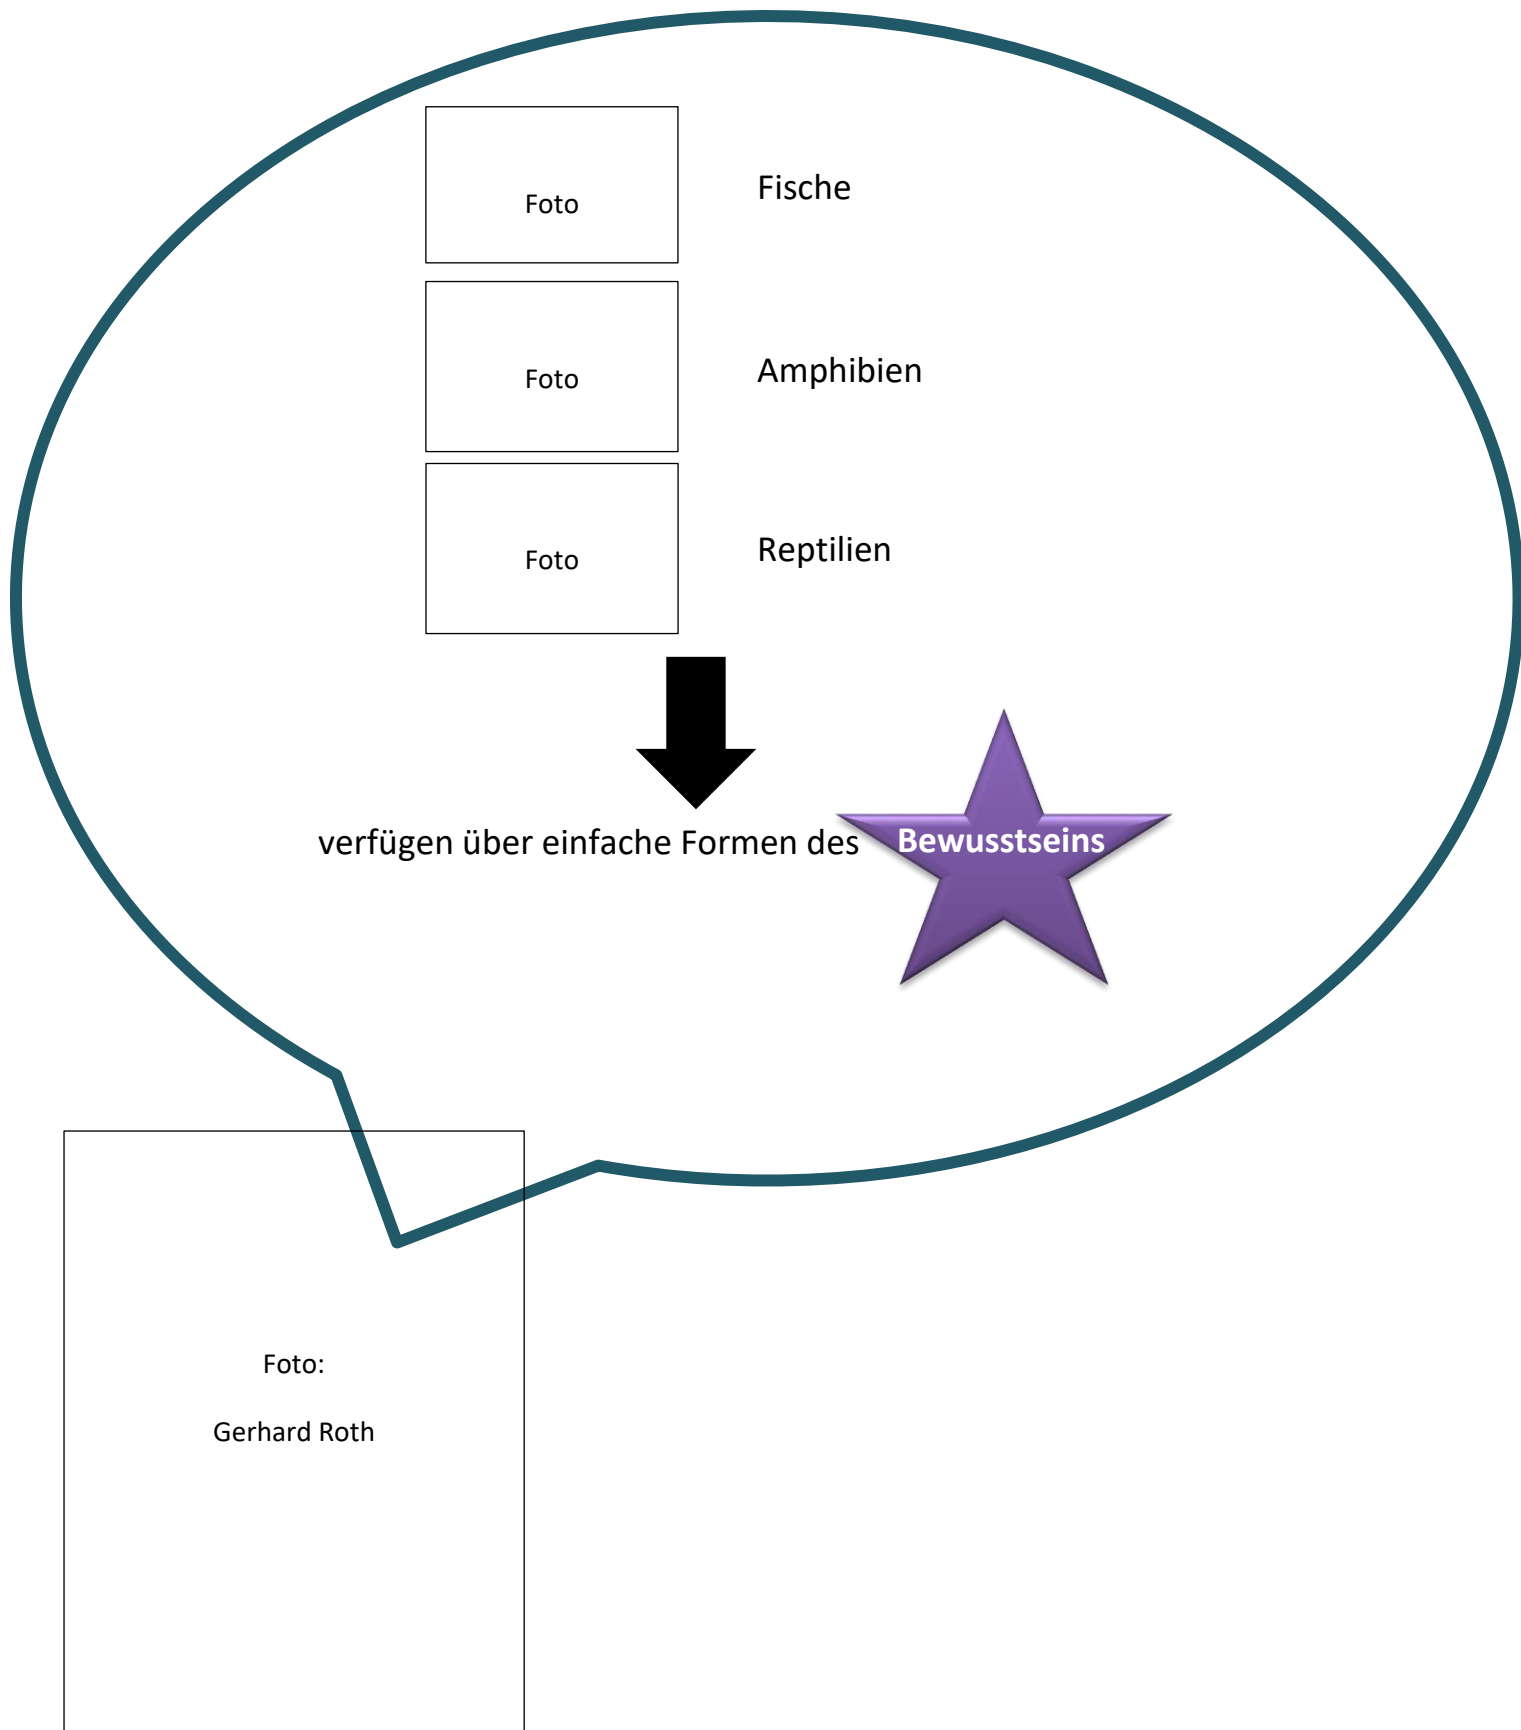 Foto
Fische
Foto
Amphibien
Foto
Reptilien
verfügen über einfache Formen des Bewusstseins
Foto:
Gerhard Roth